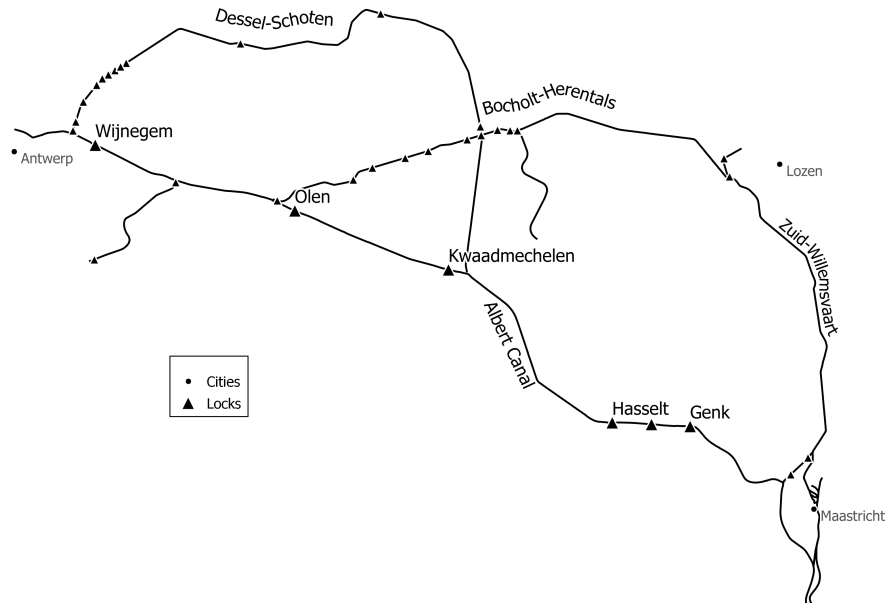 Dessel-Schoten
Bocholt-Herentals
Wijnegem
Antwerp
Lozen
Olen
Zuid-Willemsvaart
Kwaadmechelen
Albert Canal
Cities
Locks
Hasselt
Genk
Maastricht